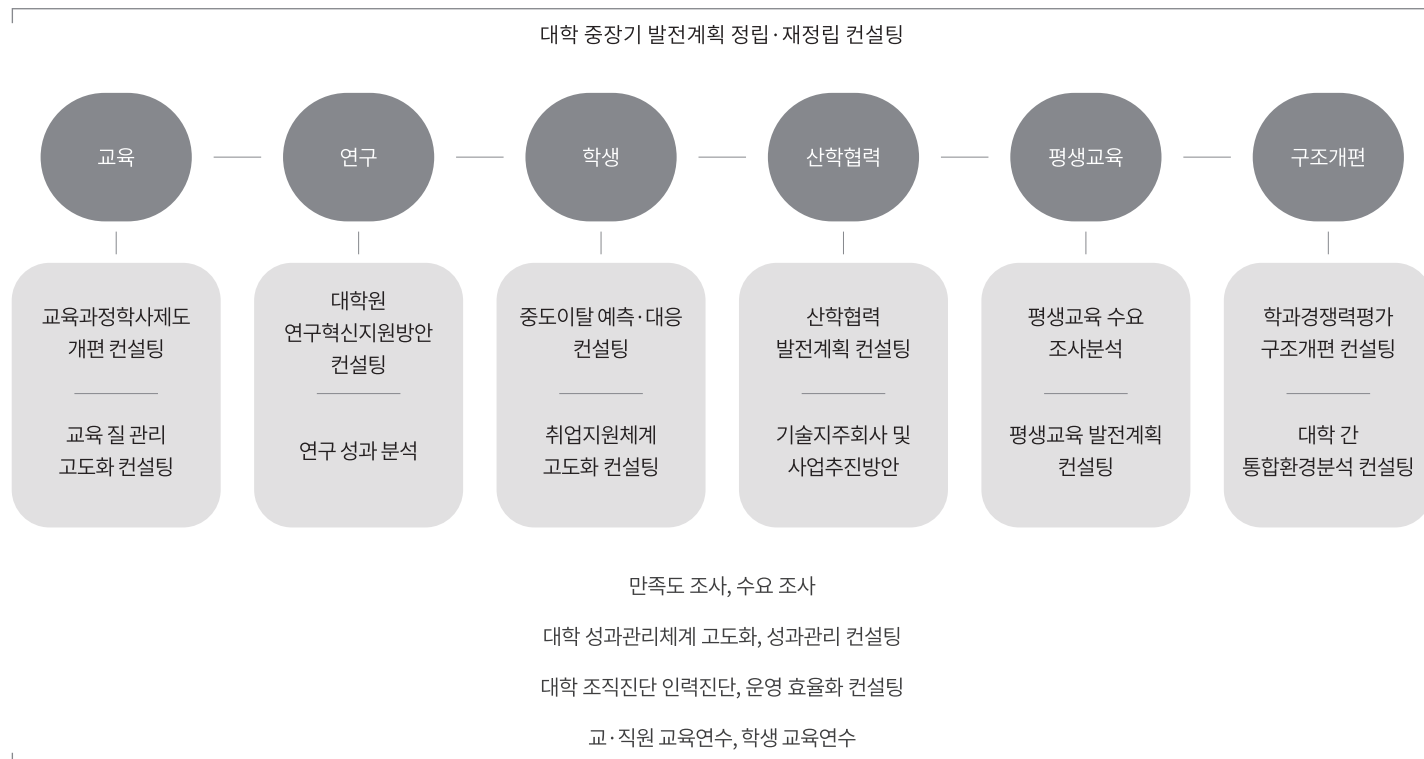 대학 중장기 발전계획 정립·재정립 컨설팅
교육
연구
학생
산학협력
평생교육
구조개편
교육과정학사제도
개편 컨설팅
교육 질 관리
고도화 컨설팅
대학원
연구혁신지원방안
컨설팅
연구 성과 분석
중도이탈 예측·대응
컨설팅
취업지원체계
고도화 컨설팅
산학협력
발전계획 컨설팅
기술지주회사 및
사업추진방안
평생교육 수요
조사분석
평생교육 발전계획
컨설팅
학과경쟁력평가
구조개편 컨설팅
대학 간
통합환경분석 컨설팅
만족도 조사, 수요 조사
대학 성과관리체계 고도화, 성과관리 컨설팅
대학 조직진단 인력진단, 운영 효율화 컨설팅
교·직원 교육연수, 학생 교육연수